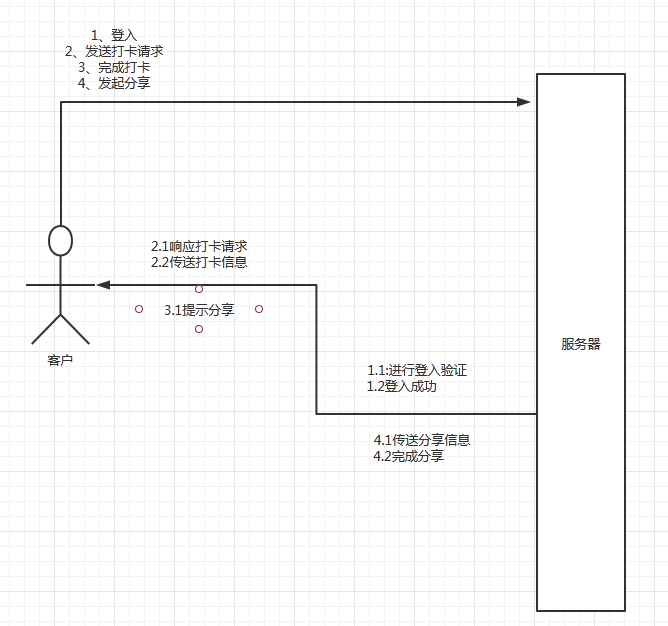 1、登入
2、发送打卡请求
3、完成打卡
4、发起分享
2.1响应打卡请求
2.2传送打卡信息
3.1提示分享
客户
服务器
1.1:进行登入验证
1.2登入成功
4.1传送分享信息
4.2完成分享